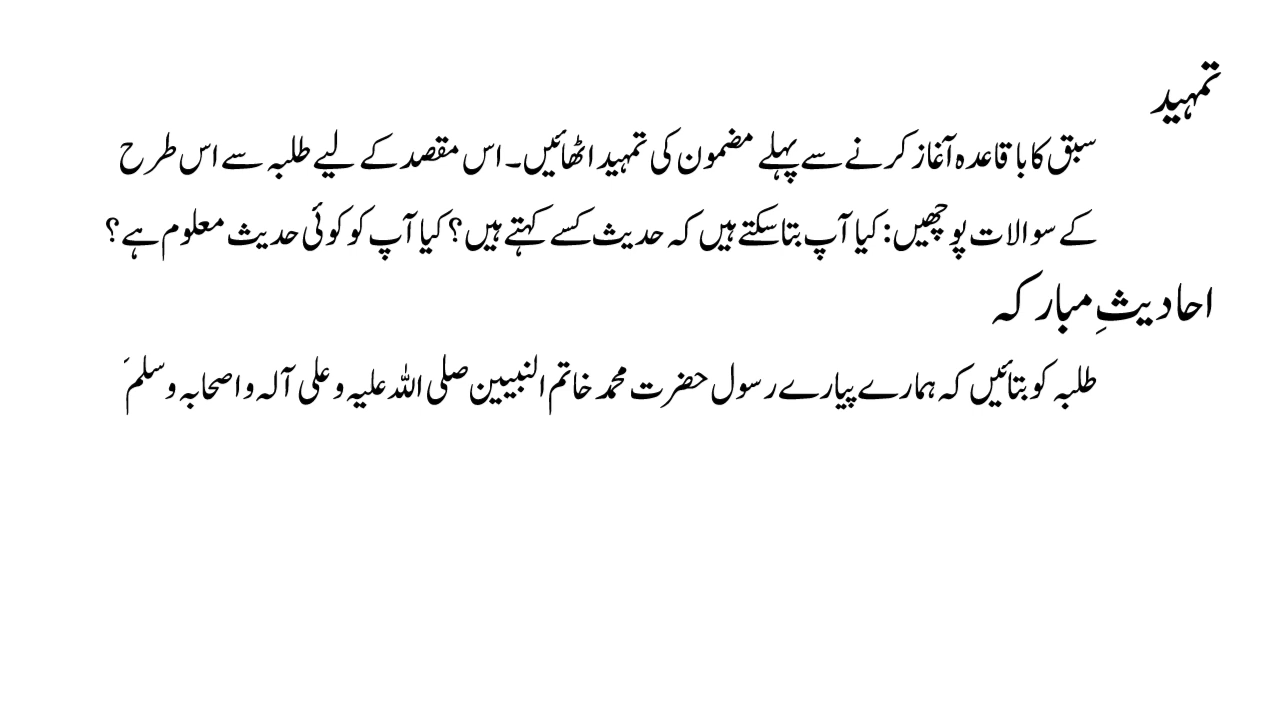 تمہید
سبق کا باقاعدہ آغاز کرنے سے پہلے مضمون کی تمہید اٹھائیں۔ اس مقصد کے لیے طلبہ سے اس طرح
کے سوالات پوچھیں: کیا آپ بتا سکتے ہیں کہ حدیث کسے کہتے ہیں؟ کیا آپ کو کوئی حدیث معلوم ہے؟
احادیثِ مبارکہ
طلبہ کو بتائیں کہ ہمارے پیارے رسول حضرت محمد خاتم النبیین صلی اللہ علیہ وعلی آلہ واصحابہ وسلمَ